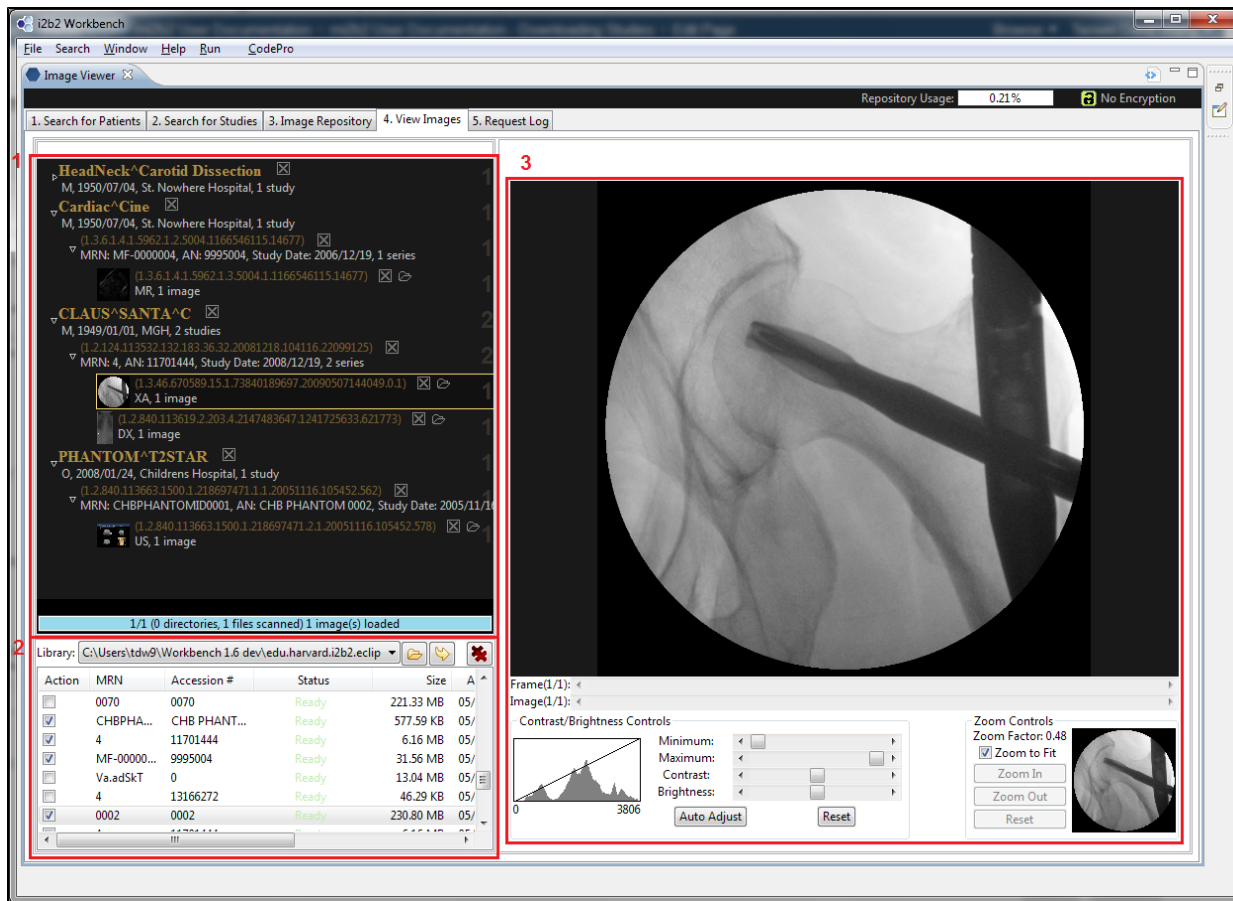 i2b2 Workbench
File Search Window Help Run CodePro
Image Viewer
Repository Usage: 0.21% No Encryption
1. Search for Patients 2. Search for Studies 3. Image Repository 4. View Images 5. Request Log
1
HeadNeck^Carotid Dissection
1
M, 1950/07/04, St. Nowhere Hospital, 1 study
Cardiac^Cine
1
M, 1950/07/04, St. Nowhere Hospital, 1 study
(1.3.6.1.4.1.5962.1.2.5004.1166546115.14677)
1
MRN: MF-0000004, AN: 9995004, Study Date: 2006/12/19, 1 series
(1.3.6.1.4.1.5962.1.3.5004.1.1166546115.14677)
1
MR, 1 image
CLAUS^SANTA^C
2
M, 1949/01/01, MGH, 2 studies
(1.2.124.113532.132.183.36.32.20081218.104116.22099125)
2
MRN: 4, AN: 11701444, Study Date: 2008/12/19, 2 series
(1.3.46.670589.15.1.73840189697.20090507144049.0.1)
1
XA, 1 image
(1.2.840.113619.2.203.4.2147483647.1241725633.621773)
1
DX, 1 image
PHANTOM^T2STAR
1
O, 2008/01/24, Childrens Hospital, 1 study
(1.2.840.113663.1500.1.218697471.1.1.20051116.105452.562)
1
MRN: CHBPHANTOMID0001, AN: CHB PHANTOM 0002, Study Date: 2005/11/16
(1.2.840.113663.1500.1.218697471.2.1.20051116.105452.578)
1
US, 1 image
1/1 (0 directories, 1 files scanned) 1 image(s) loaded
2
Library: C:\Users\tdw9\Workbench 1.6 dev\edu.harvard.i2b2.eclip
Action MRN Accession # Status Size A
0070 0070 Ready 221.33 MB 05/
CHBPHA... CHB PHANT... Ready 577.59 KB 05/
4 11701444 Ready 6.16 MB 05/
MF-00000... 9995004 Ready 31.56 MB 05/
Va.adSkT 0 Ready 13.04 MB 05/
4 13166272 Ready 46.29 KB 05/
0002 0002 Ready 230.80 MB 05/
3
Frame(1/1):
Image(1/1):
Contrast/Brightness Controls
0 3806
Minimum:
Maximum:
Contrast:
Brightness:
Auto Adjust Reset
Zoom Controls
Zoom Factor: 0.48
Zoom to Fit
Zoom In
Zoom Out
Reset